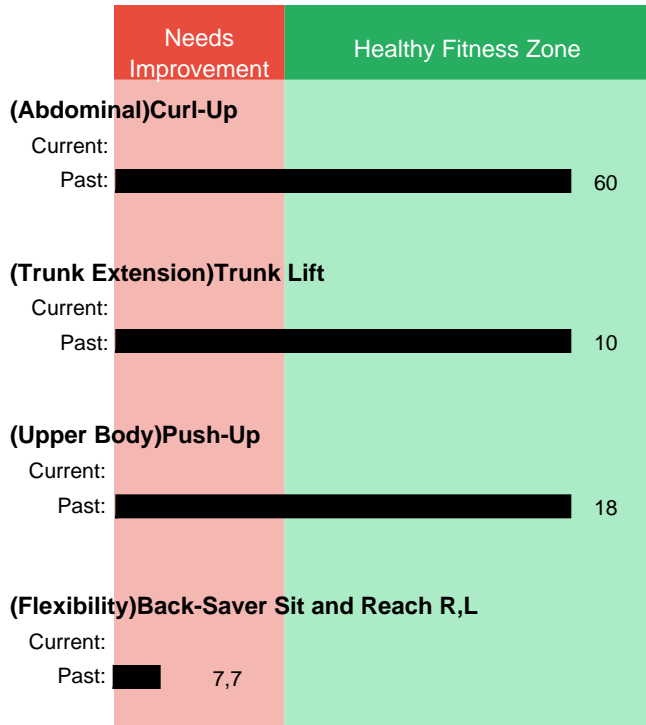 Needs
Improvement
Healthy Fitness Zone
(Abdominal)Curl-Up
Current:
Past: 60
(Trunk Extension)Trunk Lift
Current:
Past: 10
(Upper Body)Push-Up
Current:
Past: 18
(Flexibility)Back-Saver Sit and Reach R,L
Current:
Past: 7,7